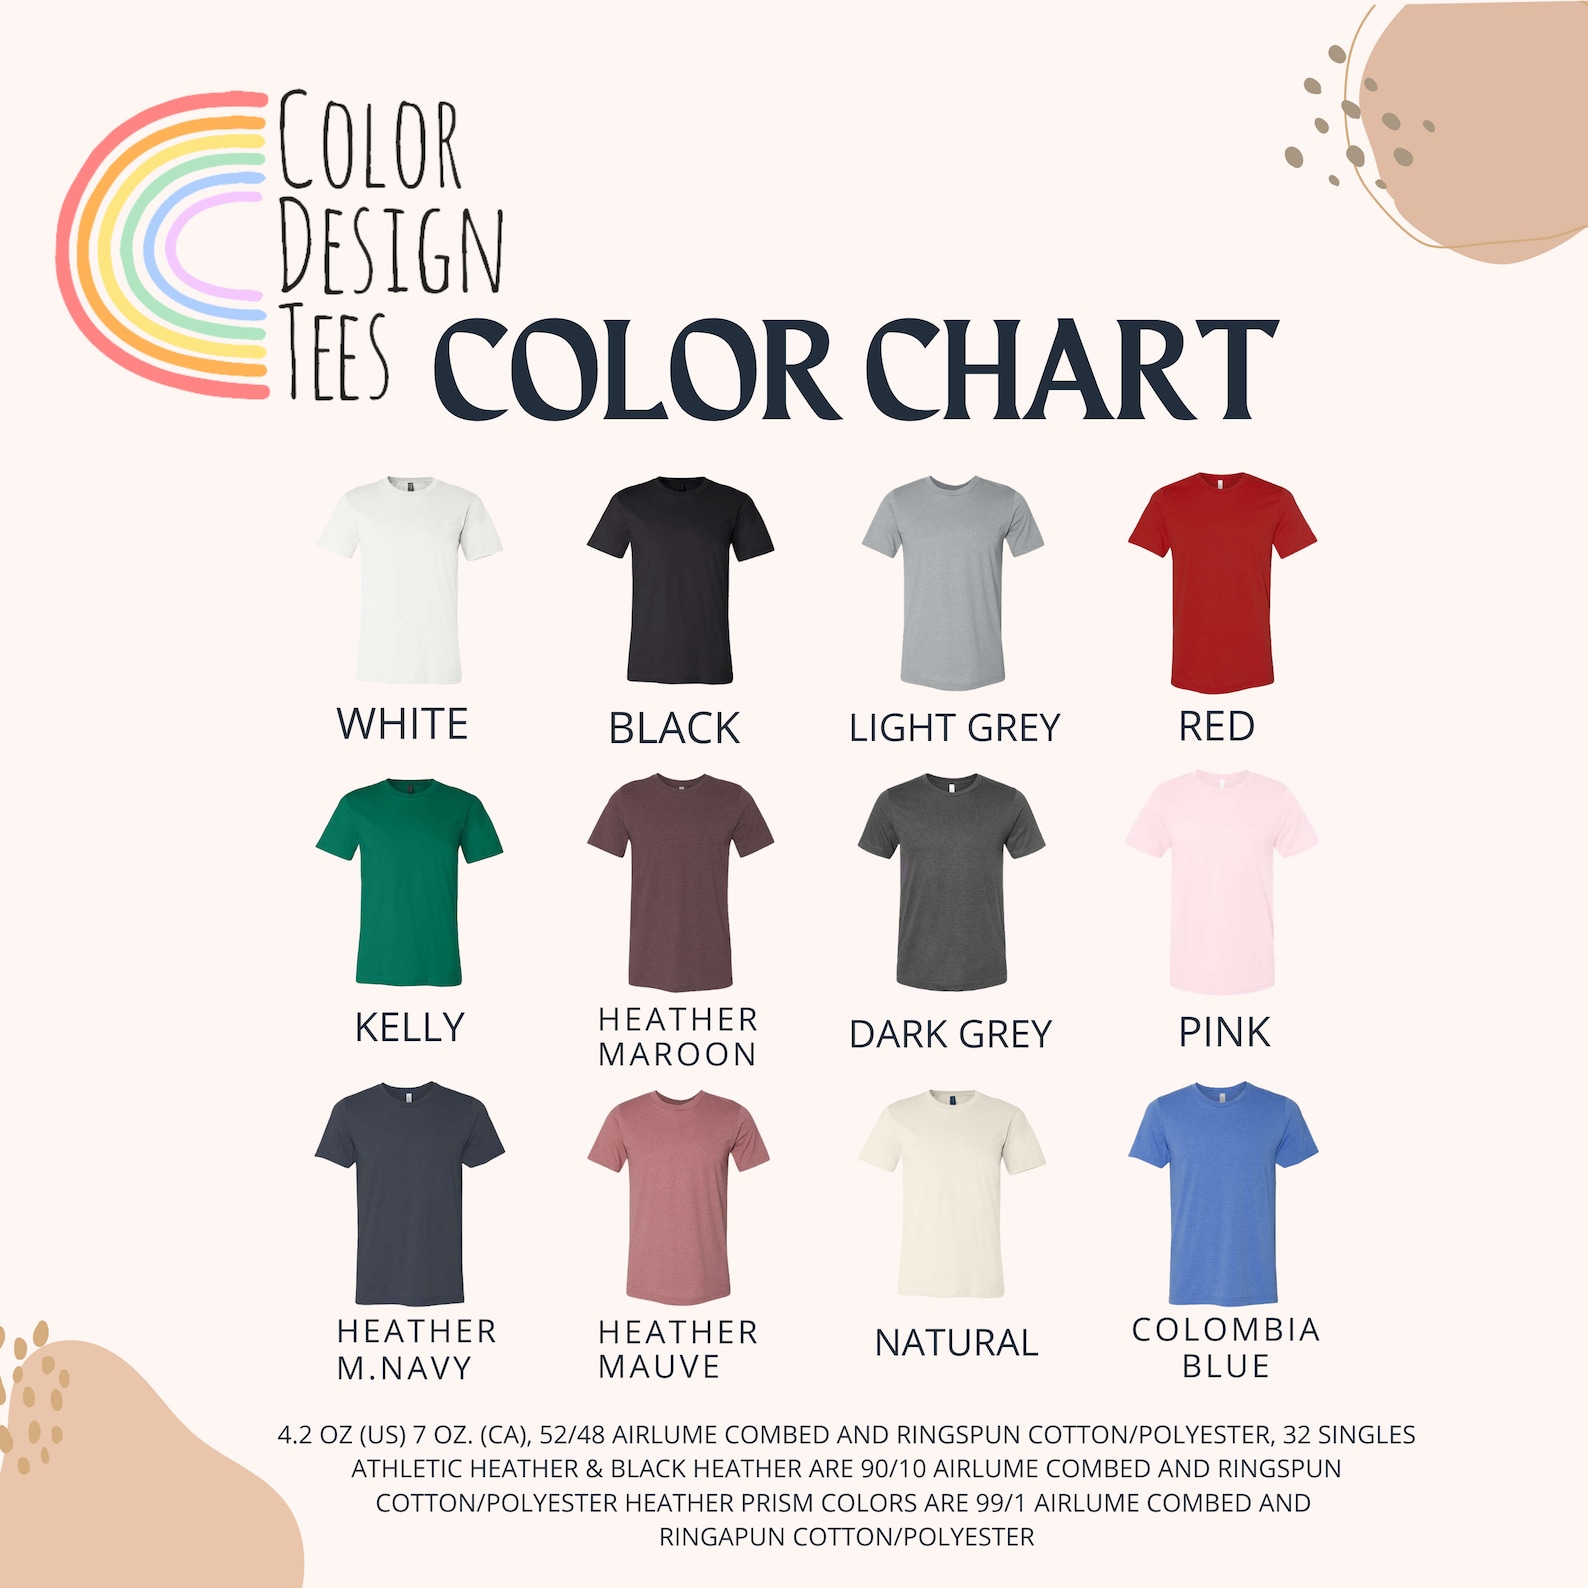 COLOR
DESIGN
TEES
COLOR CHART
WHITE
BLACK
LIGHT GREY
RED
KELLY
HEATHER
MAROON
DARK GREY
PINK
HEATHER
M.NAVY
HEATHER
MAUVE
NATURAL
COLOMBIA
BLUE
4.2 OZ (US) 7 OZ. (CA), 52/48 AIRLUME COMBED AND RINGSPUN COTTON/POLYESTER, 32 SINGLES
ATHLETIC HEATHER & BLACK HEATHER ARE 90/10 AIRLUME COMBED AND RINGSPUN
COTTON/POLYESTER HEATHER PRISM COLORS ARE 99/1 AIRLUME COMBED AND
RINGAPUN COTTON/POLYESTER